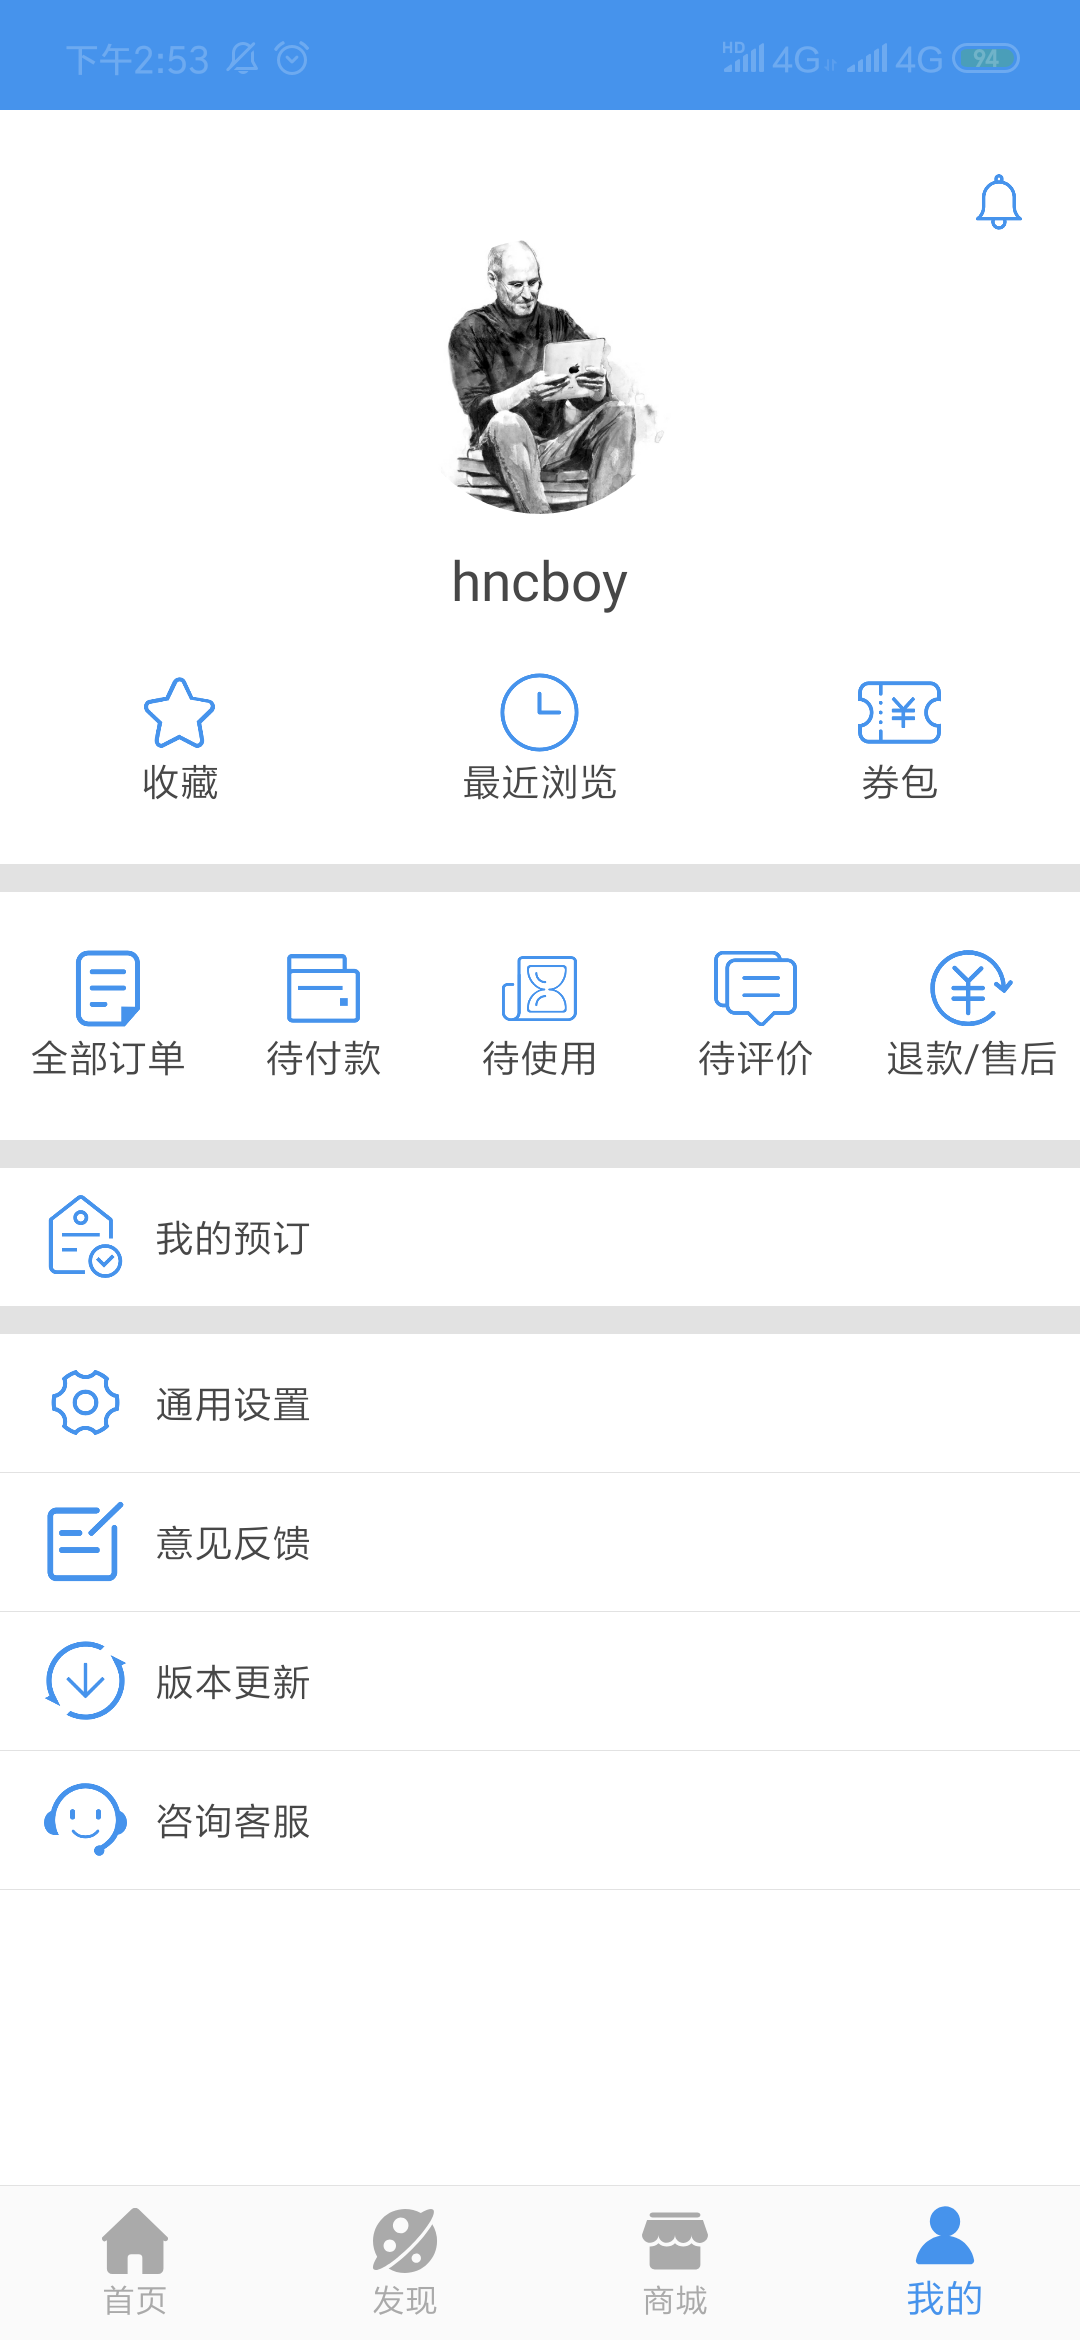 下午2:53 HD 4G 4G 94
hncboy
收藏 最近浏览 券包
全部订单 待付款 待使用 待评价 退款/售后
我的预订
通用设置
意见反馈
版本更新
咨询客服
首页 发现 商城 我的